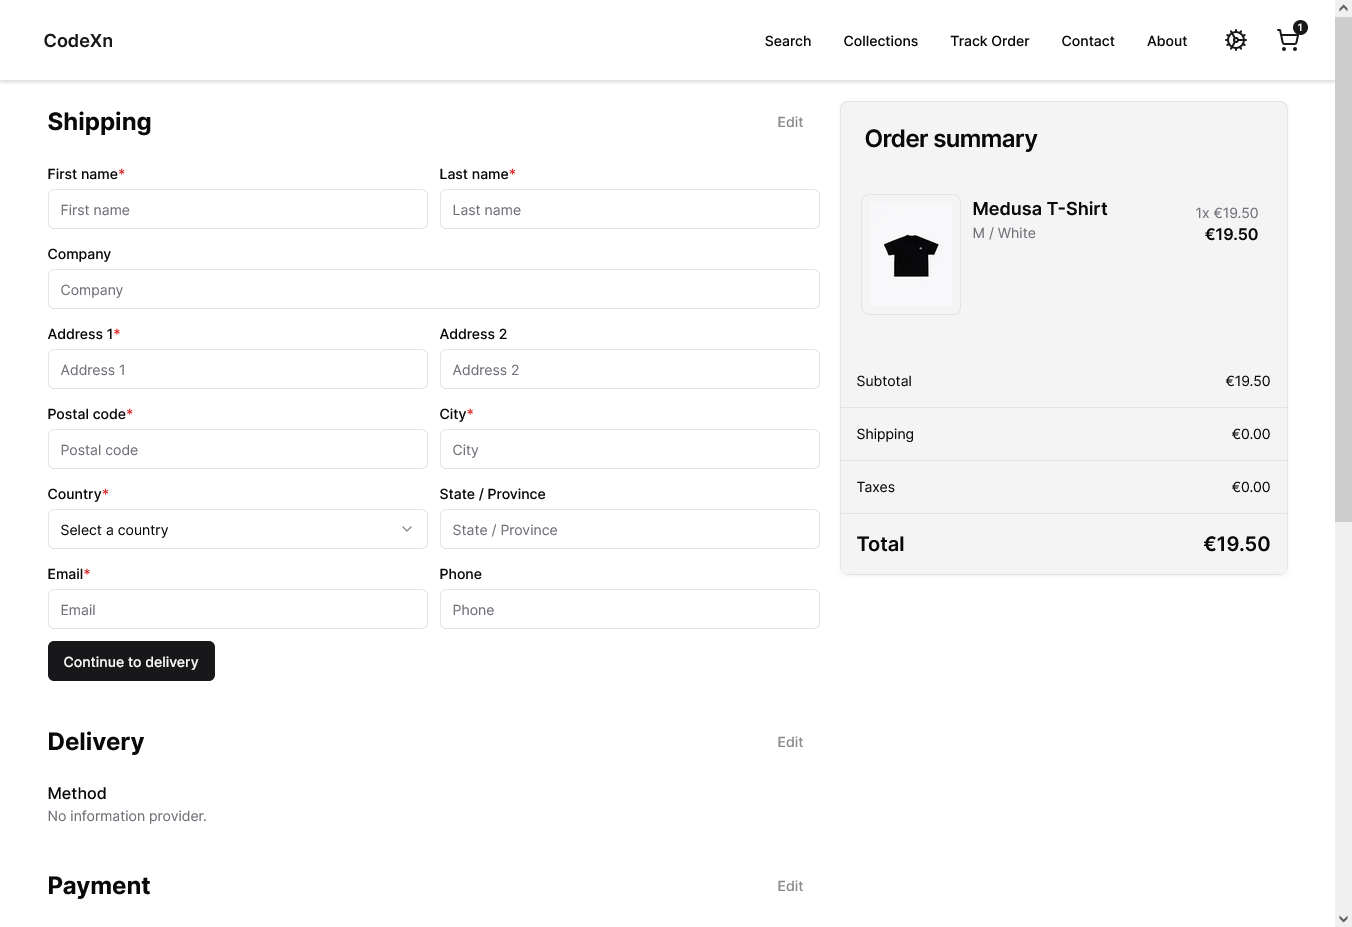 CodeXn
Search
Collections
Track Order
Contact
About
1
Shipping
Edit
First name*
Last name*
First name
Last name
Company
Company
Address 1*
Address 2
Address 1
Address 2
Postal code*
City*
Postal code
City
Country*
State / Province
Select a country
State / Province
Email*
Phone
Email
Phone
Continue to delivery
Delivery
Edit
Method
No information provider.
Payment
Edit
Order summary
Medusa T-Shirt
1x €19.50
M / White
€19.50
Subtotal
€19.50
Shipping
€0.00
Taxes
€0.00
Total
€19.50